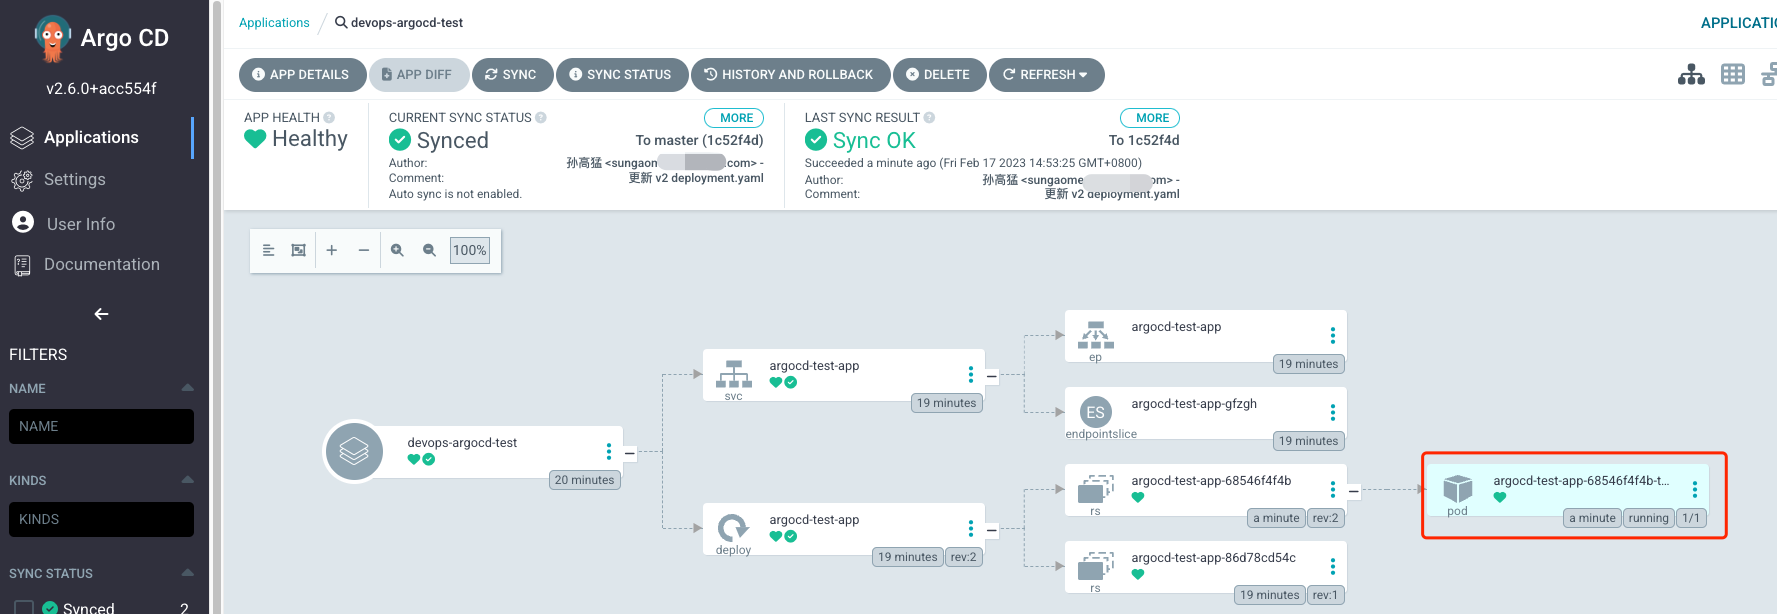 Argo CD
v2.6.0+acc554f
Applications
Settings
User Info
Documentation
FILTERS
NAME
NAME
KINDS
KINDS
SYNC STATUS
Synced 2
Applications / devops-argocd-test
APPLICATIO
APP DETAILS APP DIFF SYNC SYNC STATUS HISTORY AND ROLLBACK DELETE REFRESH
APP HEALTH
Healthy
CURRENT SYNC STATUS MORE
Synced To master (1c52f4d)
Author: 孙高猛 <sungaom .com> -
Comment: 更新 v2 deployment.yaml
Auto sync is not enabled.
LAST SYNC RESULT MORE
Sync OK To 1c52f4d
Succeeded a minute ago (Fri Feb 17 2023 14:53:25 GMT+0800)
Author: 孙高猛 <sungaome om> -
Comment: 更新 v2 deployment.yaml
100%
devops-argocd-test
20 minutes
argocd-test-app
svc
19 minutes
argocd-test-app
deploy
19 minutes rev:2
argocd-test-app
ep
19 minutes
ES
argocd-test-app-gfzgh
endpointslice
19 minutes
argocd-test-app-68546f4f4b
rs
a minute rev:2
argocd-test-app-86d78cd54c
rs
19 minutes rev:1
argocd-test-app-68546f4f4b-t...
pod
a minute running 1/1